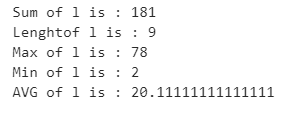 Sum of l is : 181
Lenghtof l is : 9
Max of l is : 78
Min of l is : 2
AVG of l is : 20.11111111111111